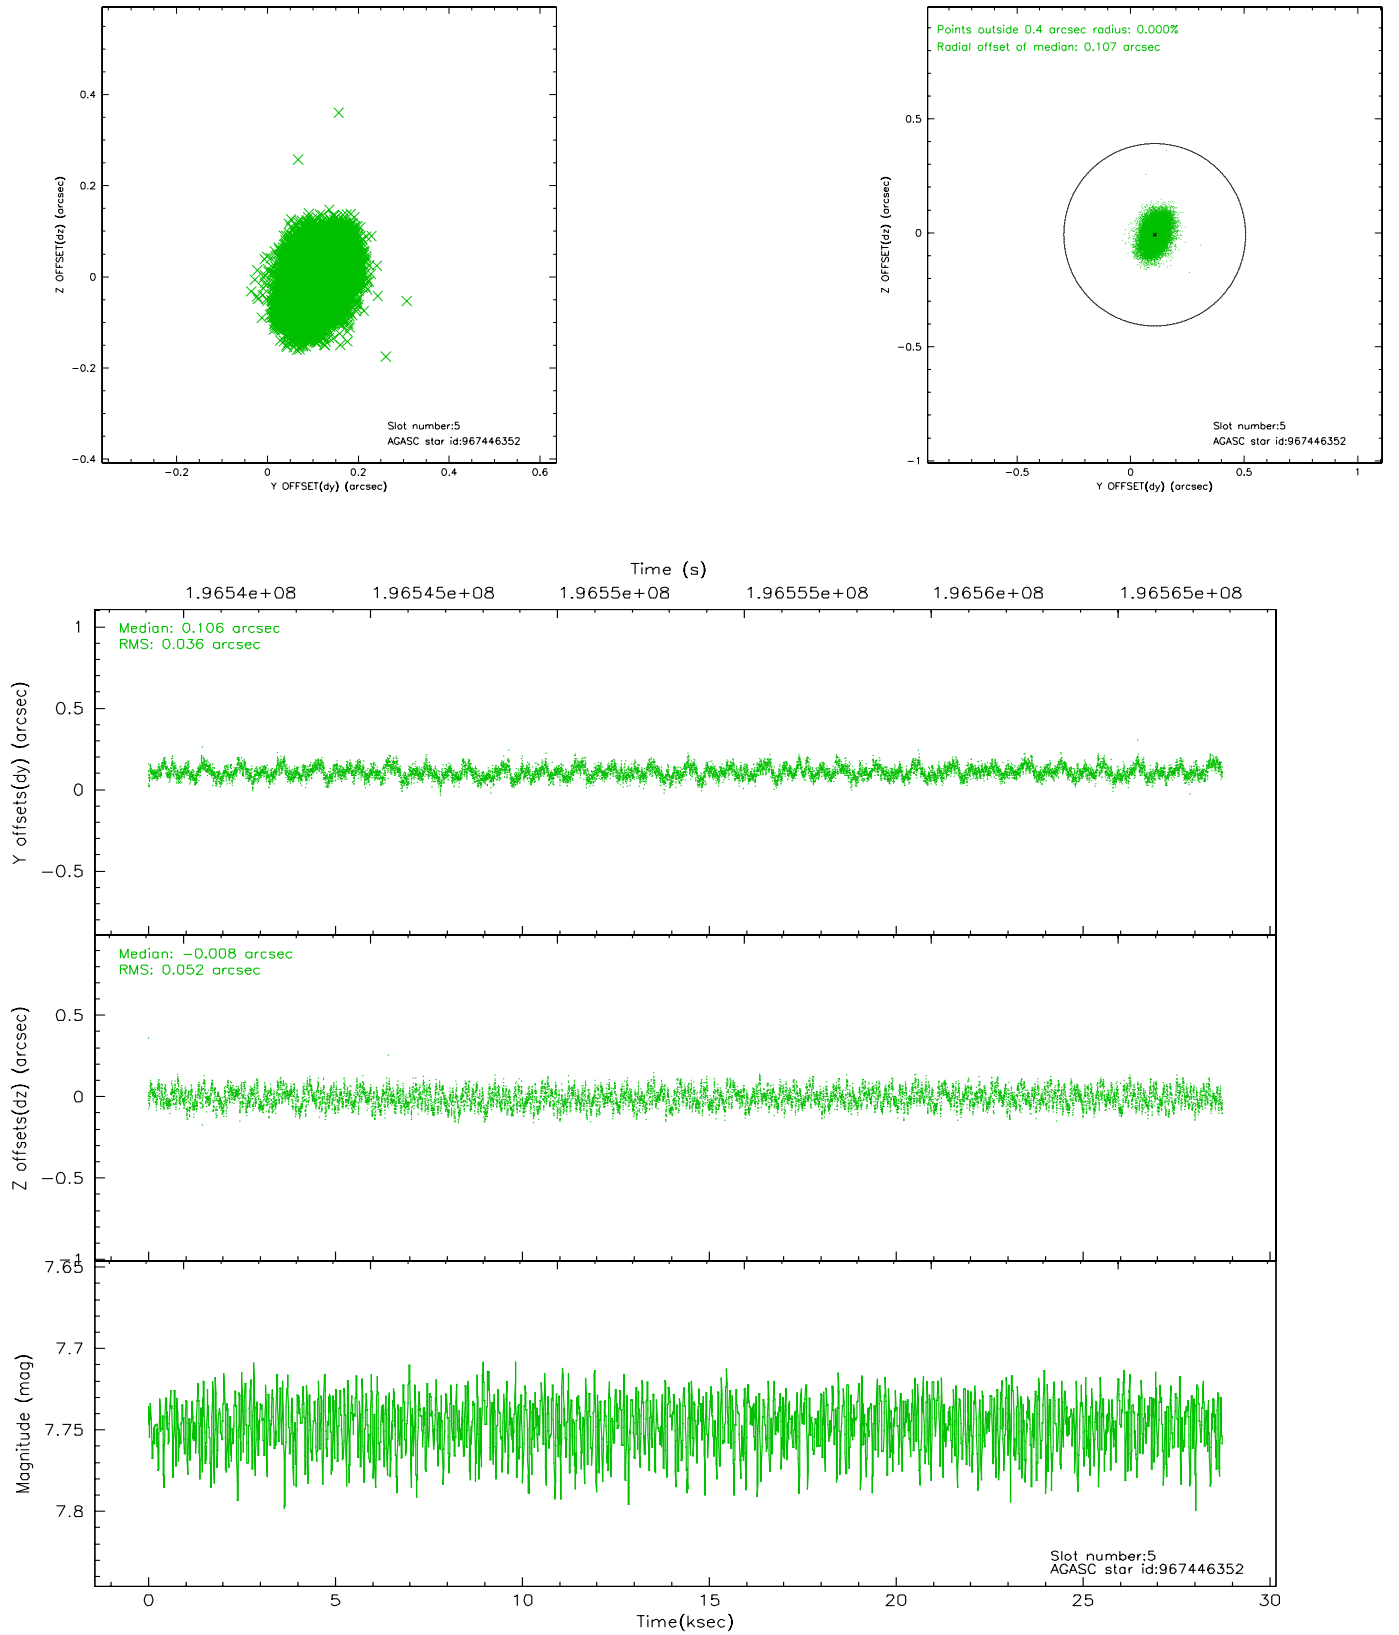 0.4
0.2
0
-0.2
-0.4
Z OFFSET(dz) (arcsec)
Slot number:5
AGASC star id:967446352
-0.2 0 0.2 0.4 0.6
Y OFFSET(dy) (arcsec)
Points outside 0.4 arcsec radius: 0.000%
Radial offset of median: 0.107 arcsec
0.5
0
-0.5
-1
Z OFFSET(dz) (arcsec)
Slot number:5
AGASC star id:967446352
-0.5 0 0.5 1
Y OFFSET(dy) (arcsec)
Time (s)
1.9654e+08 1.96545e+08 1.9655e+08 1.96555e+08 1.9656e+08 1.96565e+08
Median: 0.106 arcsec
RMS: 0.036 arcsec
1
0.5
0
-0.5
Y offsets(dy) (arcsec)
Median: -0.008 arcsec
RMS: 0.052 arcsec
0.5
0
-0.5
-1
Z offsets(dz) (arcsec)
7.65
7.7
7.75
7.8
Magnitude (mag)
Slot number:5
AGASC star id:967446352
0 5 10 15 20 25 30
Time(ksec)